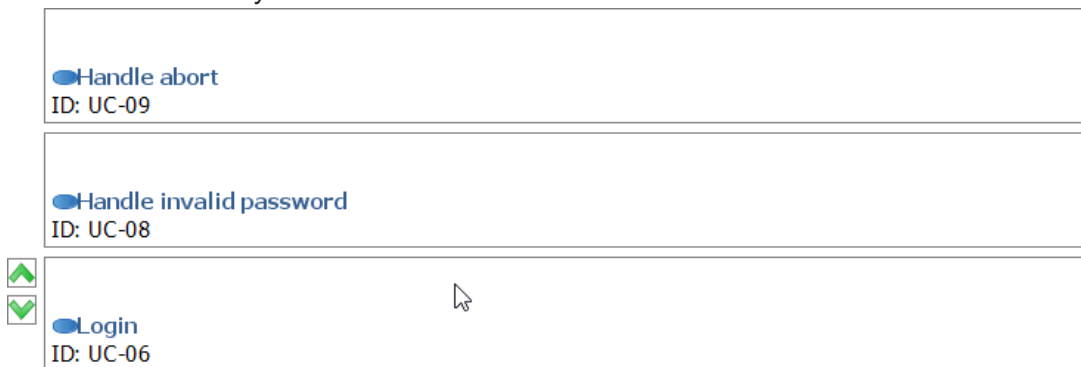 Handle abort
ID: UC-09
Handle invalid password
ID: UC-08
Login
ID: UC-06